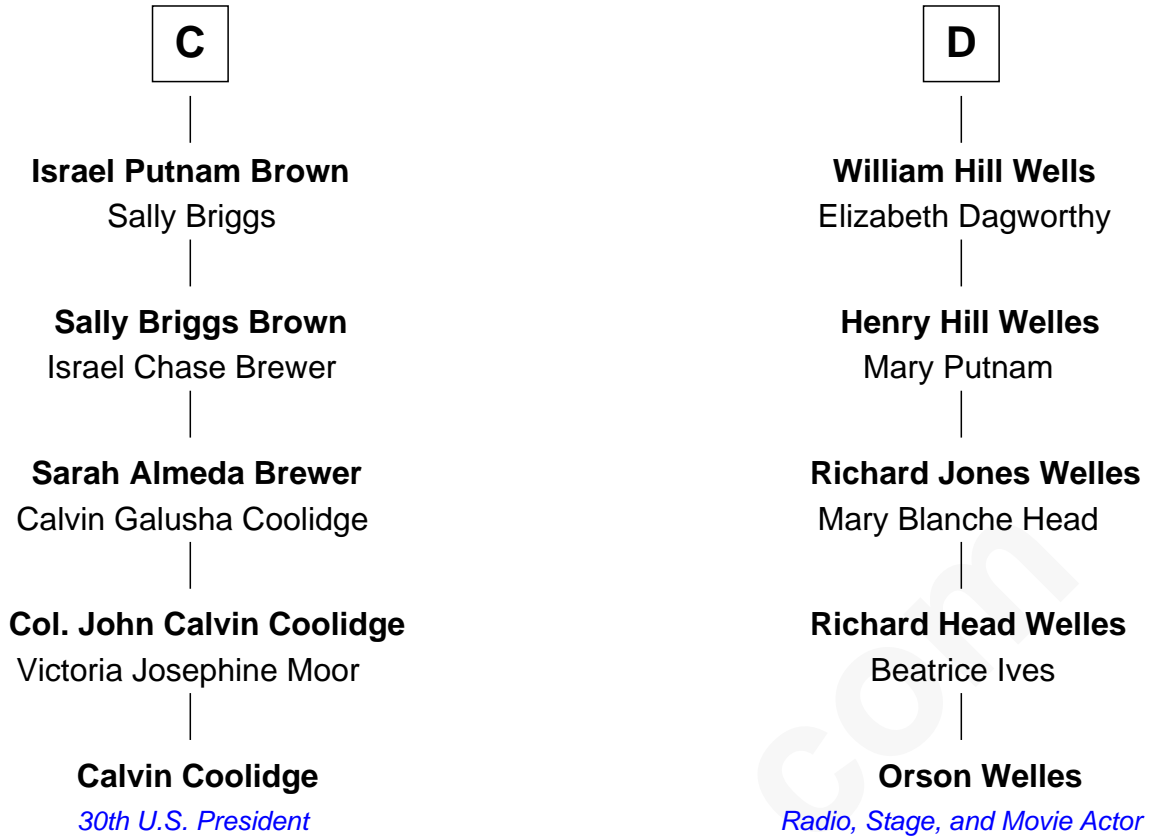 C
Israel Putnam Brown
Sally Briggs
Sally Briggs Brown
Israel Chase Brewer
Sarah Almeda Brewer
Calvin Galusha Coolidge
Col. John Calvin Coolidge
Victoria Josephine Moor
Calvin Coolidge
30th U.S. President
D
William Hill Wells
Elizabeth Dagworthy
Henry Hill Welles
Mary Putnam
Richard Jones Welles
Mary Blanche Head
Richard Head Welles
Beatrice Ives
Orson Welles
Radio, Stage, and Movie Actor
com